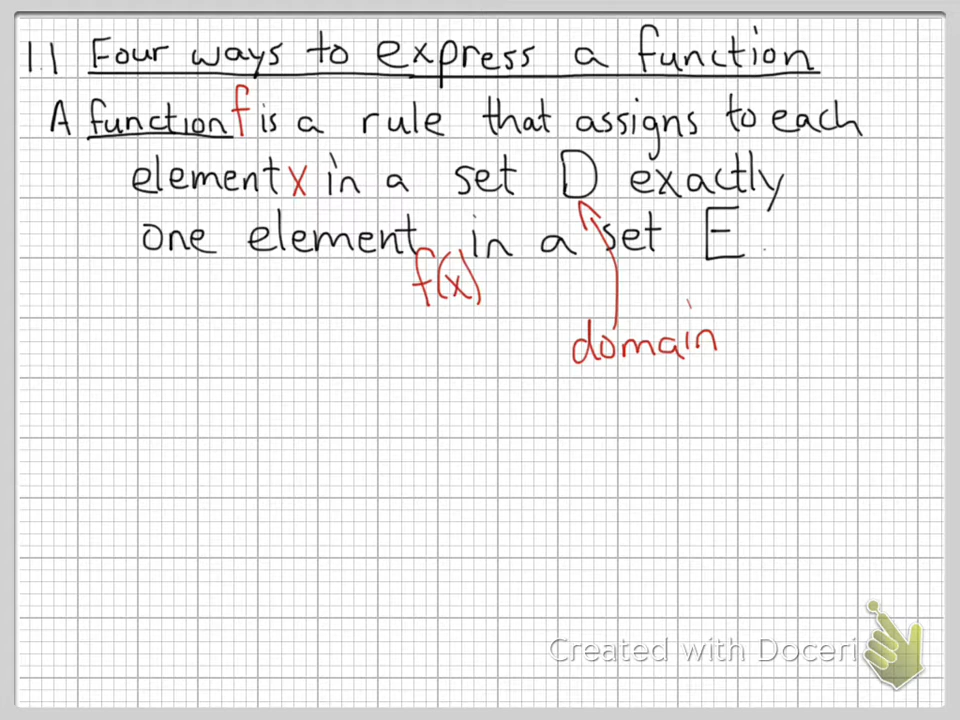 1.1 Four ways to express a function
A function f is a rule that assigns to each
element x in a set D exactly
one element in a set E.
f(x)
domain
Created with Doceri